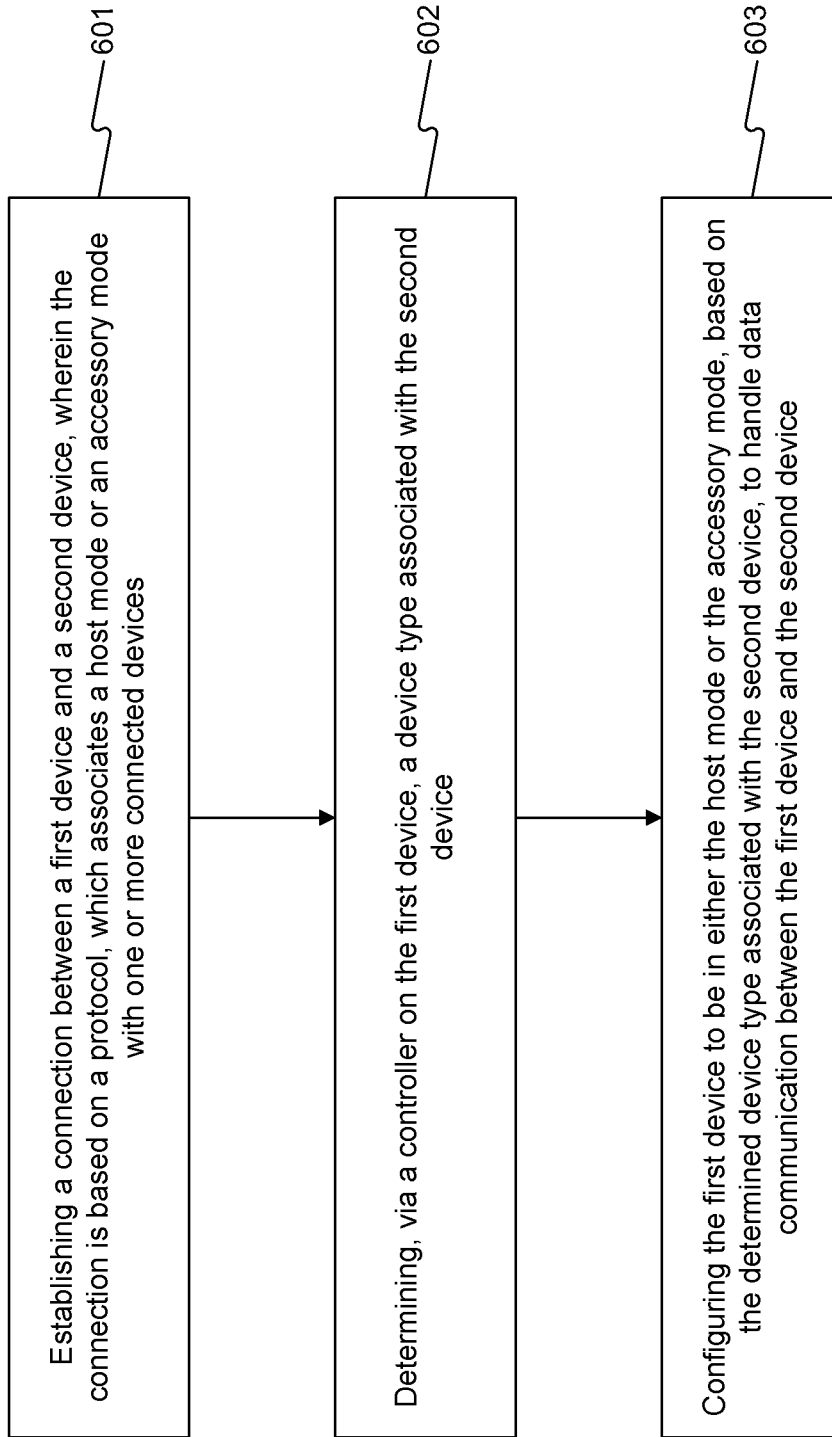 Establishing a connection between a first device and a second device, wherein the
connection is based on a protocol, which associates a host mode or an accessory mode
with one or more connected devices
601
Determining, via a controller on the first device, a device type associated with the second
device
602
Configuring the first device to be in either the host mode or the accessory mode, based on
the determined device type associated with the second device, to handle data
communication between the first device and the second device
603